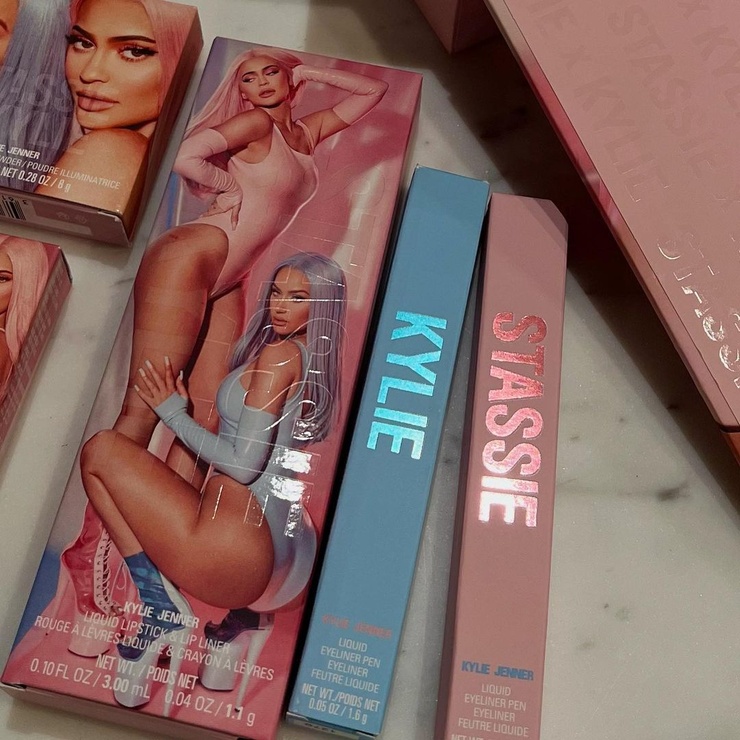 E JENNER
NDER / POUDRE ILLUMINATRICE
NET 0.28 OZ / 8 g
KYLIE JENNER
LIQUID LIPSTICK & LIP LINER
ROUGE À LÈVRES LIQUIDE & CRAYON À LÈVRES
NET WT. / POIDS NET
0.10 FL OZ / 3.00 mL 0.04 OZ / 1.1 g
KYLIE
KYLIE JENNER
LIQUID
EYELINER PEN
EYELINER
FEUTRE LIQUIDE
NET WT./POIDS NET
0.05 OZ / 1.6 g
STASSIE
KYLIE JENNER
LIQUID
EYELINER PEN
EYELINER
FEUTRE LIQUIDE
STASSIE
STASSI